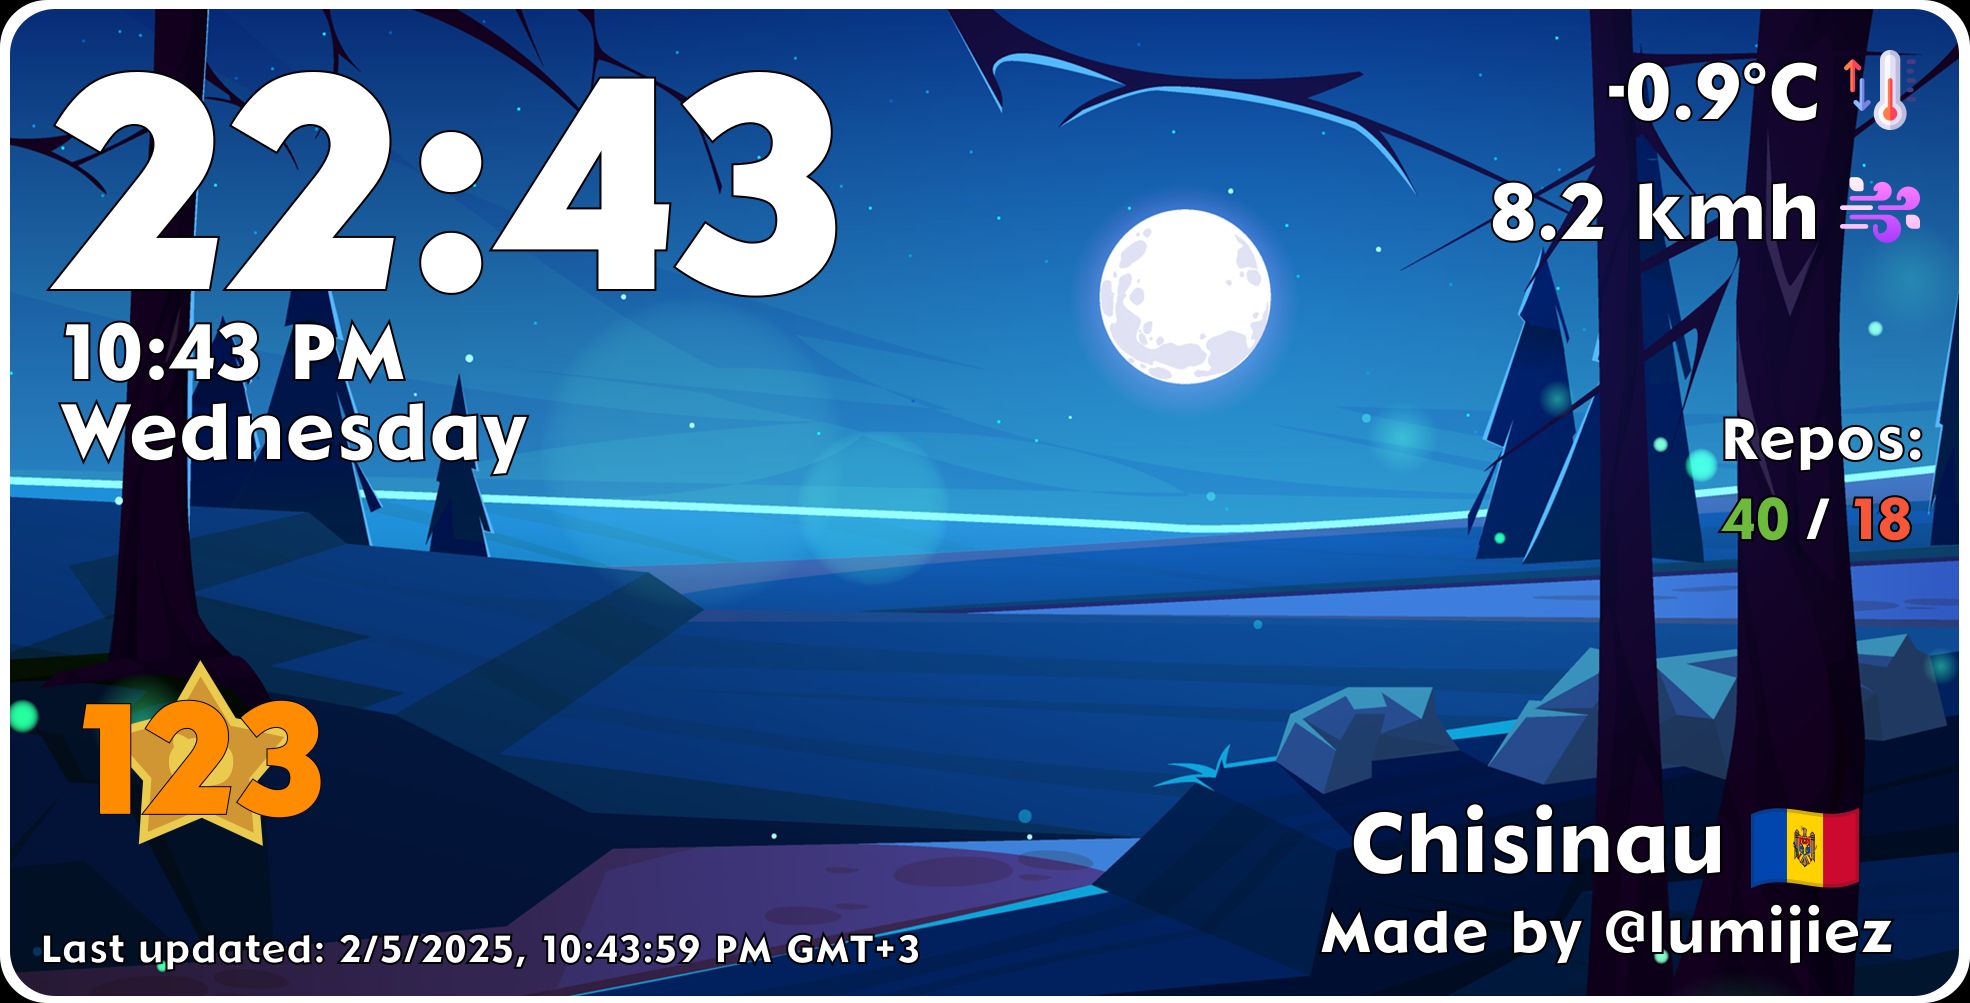 22:43
10:43 PM
Wednesday
-0.9°C
8.2 kmh
Repos:
40 / 18
123
Chisinau
Made by @lumijiez
Last updated: 2/5/2025, 10:43:59 PM GMT+3